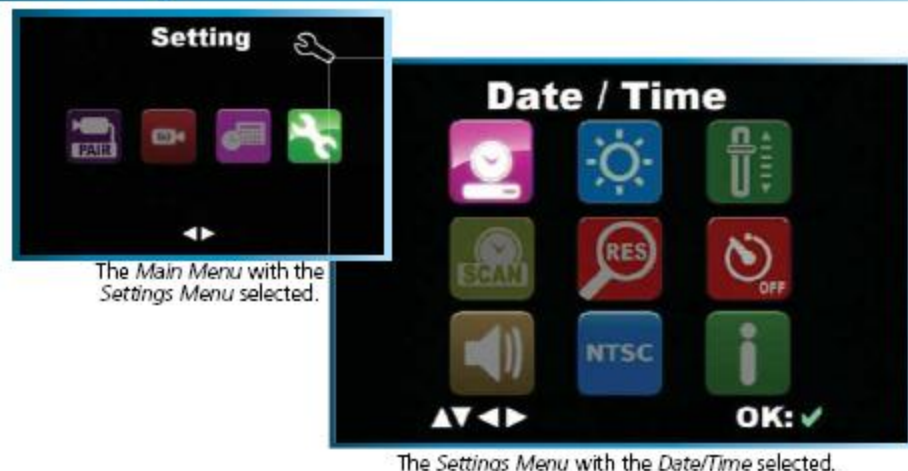 Setting
PAIR
The Main Menu with the
Settings Menu selected.
Date / Time
SCAN
RES
OFF
NTSC
i
▲▼◄► OK: ✔
The Settings Menu with the Date/Time selected.